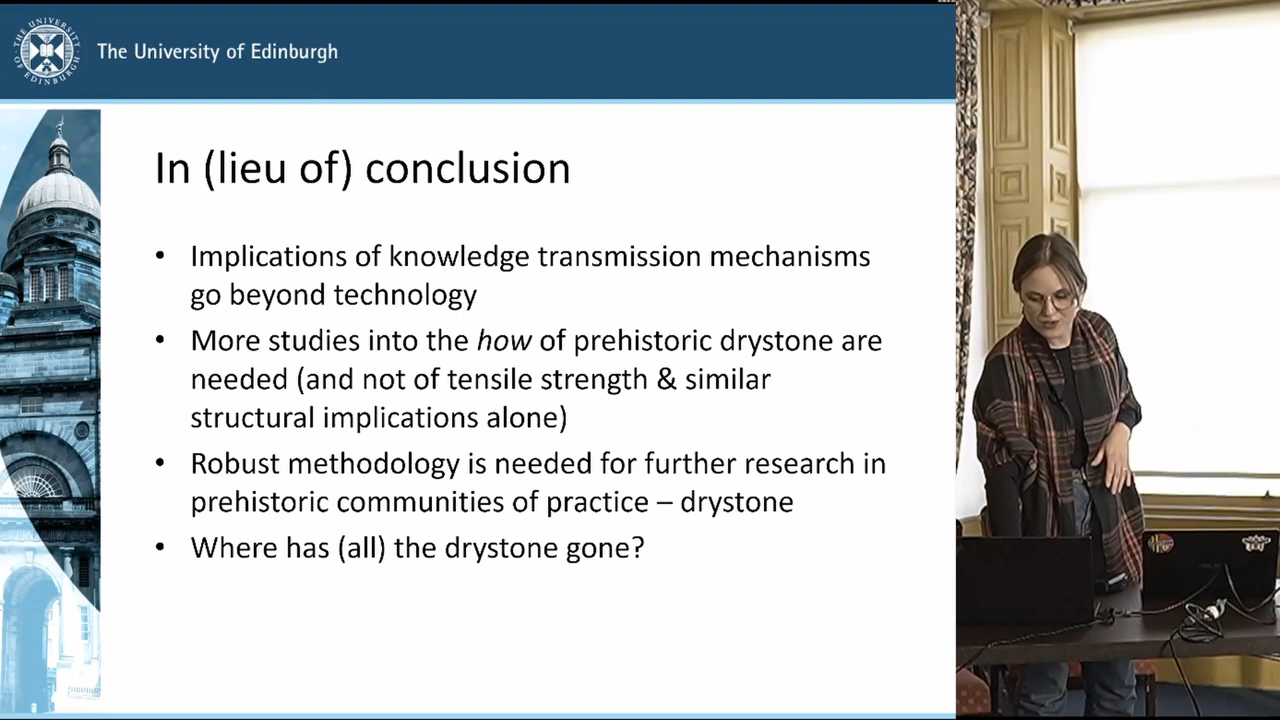 The University of Edinburgh
In (lieu of) conclusion
• Implications of knowledge transmission mechanisms
go beyond technology
• More studies into the how of prehistoric drystone are
needed (and not of tensile strength & similar
structural implications alone)
• Robust methodology is needed for further research in
prehistoric communities of practice – drystone
• Where has (all) the drystone gone?